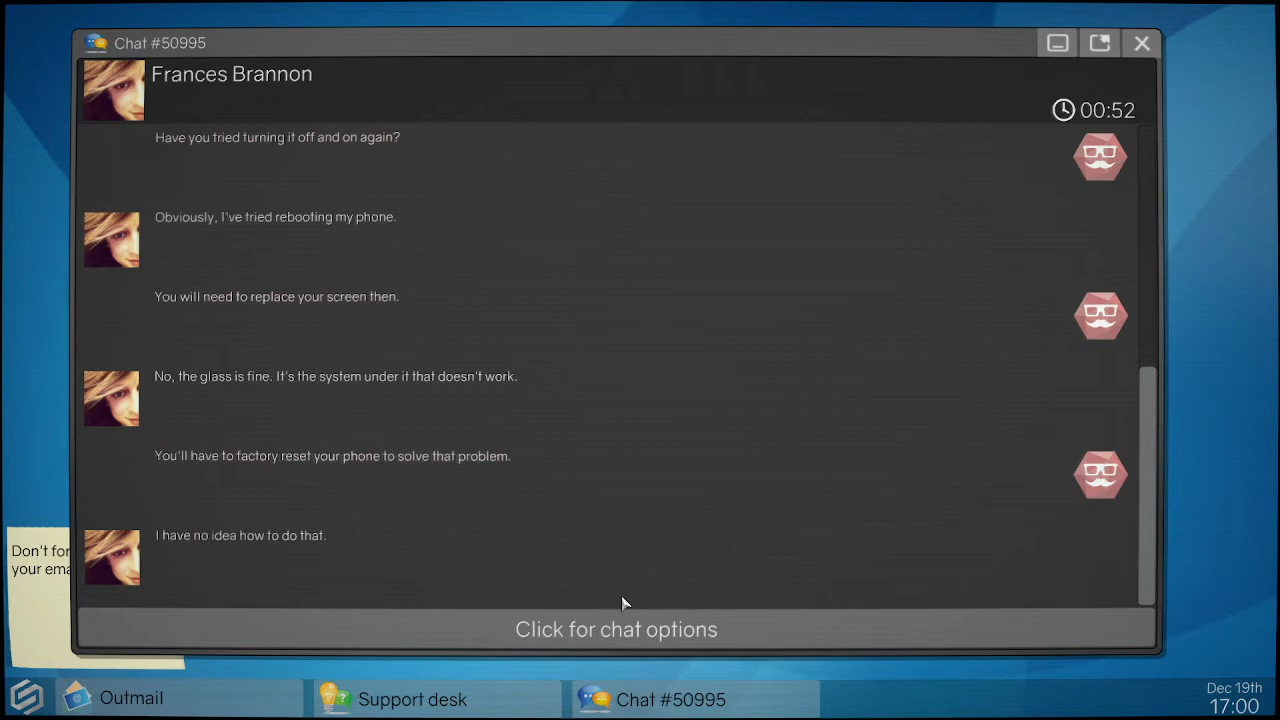 Chat #50995
Frances Brannon
00:52
Have you tried turning it off and on again?
Obviously, I've tried rebooting my phone.
You will need to replace your screen then.
No, the glass is fine. It's the system under it that doesn't work.
You'll have to factory reset your phone to solve that problem.
I have no idea how to do that.
Don't for
your ema
Click for chat options
Outmail
Support desk
Chat #50995
Dec 19th
17:00